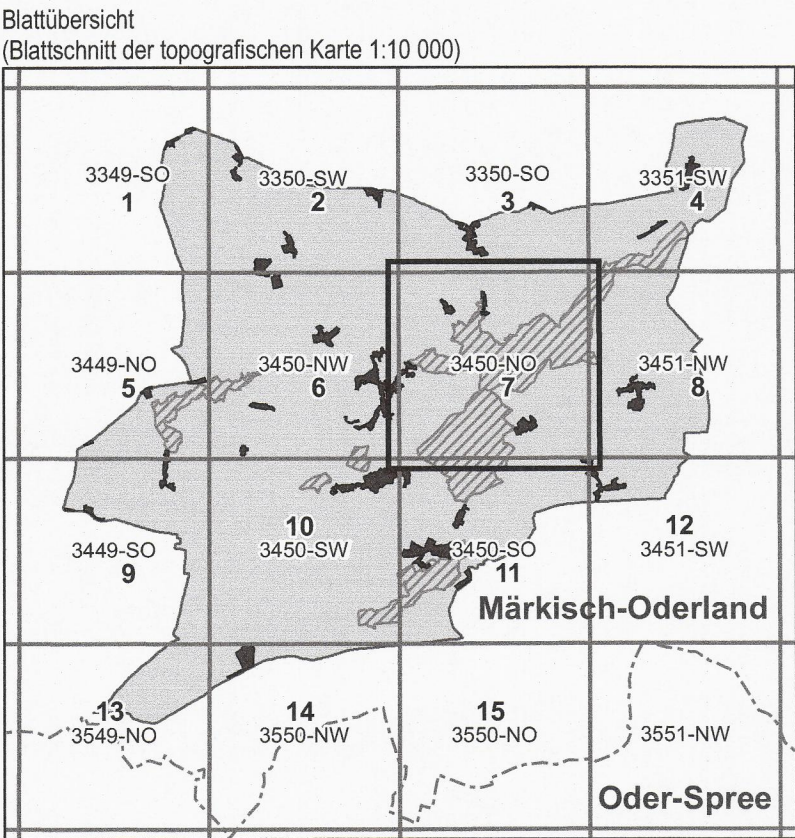 Blattübersicht
(Blattschnitt der topografischen Karte 1:10 000)
3349-SO
1
3350-SW
2
3350-SO
3
3351-SW
4
3449-NO
5
3450-NW
6
3450-NO
7
3451-NW
8
3449-SO
9
10
3450-SW
3450-SO
11
12
3451-SW
Märkisch-Oderland
13
3549-NO
14
3550-NW
15
3550-NO
3551-NW
Oder-Spree